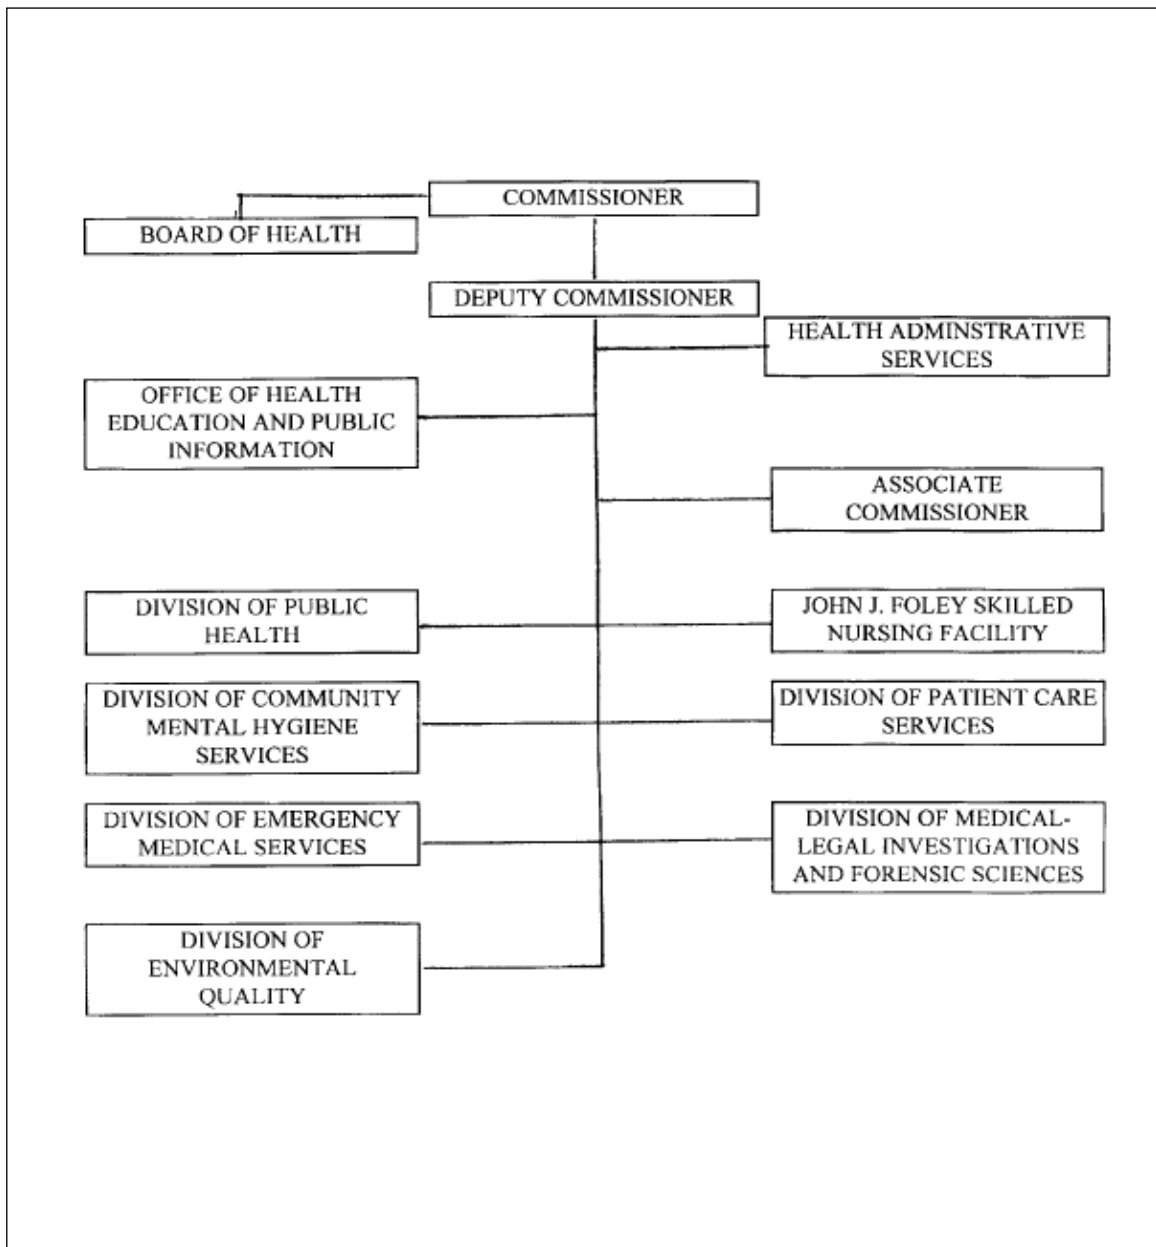 COMMISSIONER
BOARD OF HEALTH
DEPUTY COMMISSIONER
HEALTH ADMINSTRATIVE
SERVICES
OFFICE OF HEALTH
EDUCATION AND PUBLIC
INFORMATION
ASSOCIATE
COMMISSIONER
DIVISION OF PUBLIC
HEALTH
JOHN J. FOLEY SKILLED
NURSING FACILITY
DIVISION OF COMMUNITY
MENTAL HYGIENE
SERVICES
DIVISION OF PATIENT CARE
SERVICES
DIVISION OF EMERGENCY
MEDICAL SERVICES
DIVISION OF MEDICAL-
LEGAL INVESTIGATIONS
AND FORENSIC SCIENCES
DIVISION OF
ENVIRONMENTAL
QUALITY